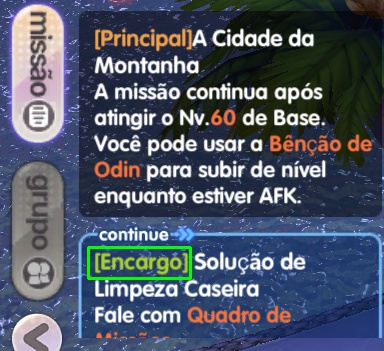 missão
[Principal]A Cidade da
Montanha
A missão continua após
atingir o Nv.60 de Base.
Você pode usar a Bênção de
Odin para subir de nível
enquanto estiver AFK.
grupo
continue
[Encargo] Solução de
Limpeza Caseira
Fale com Quadro de
Missões